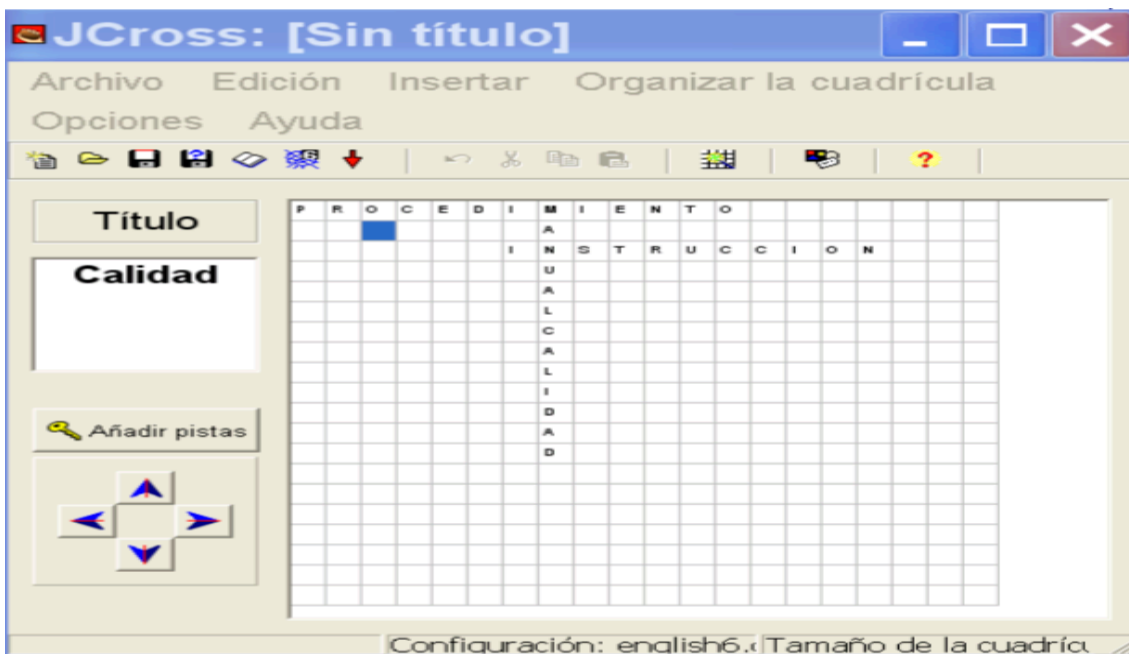 JCross: [Sin título]
Archivo Edición Insertar Organizar la cuadrícula
Opciones Ayuda
Título
Calidad
Añadir pistas
P R O C E D I M I E N T O
A
I N S T R U C C I O N
U
A
L
C
A
L
I
D
A
D
Configuración: english6.c Tamaño de la cuadrícu